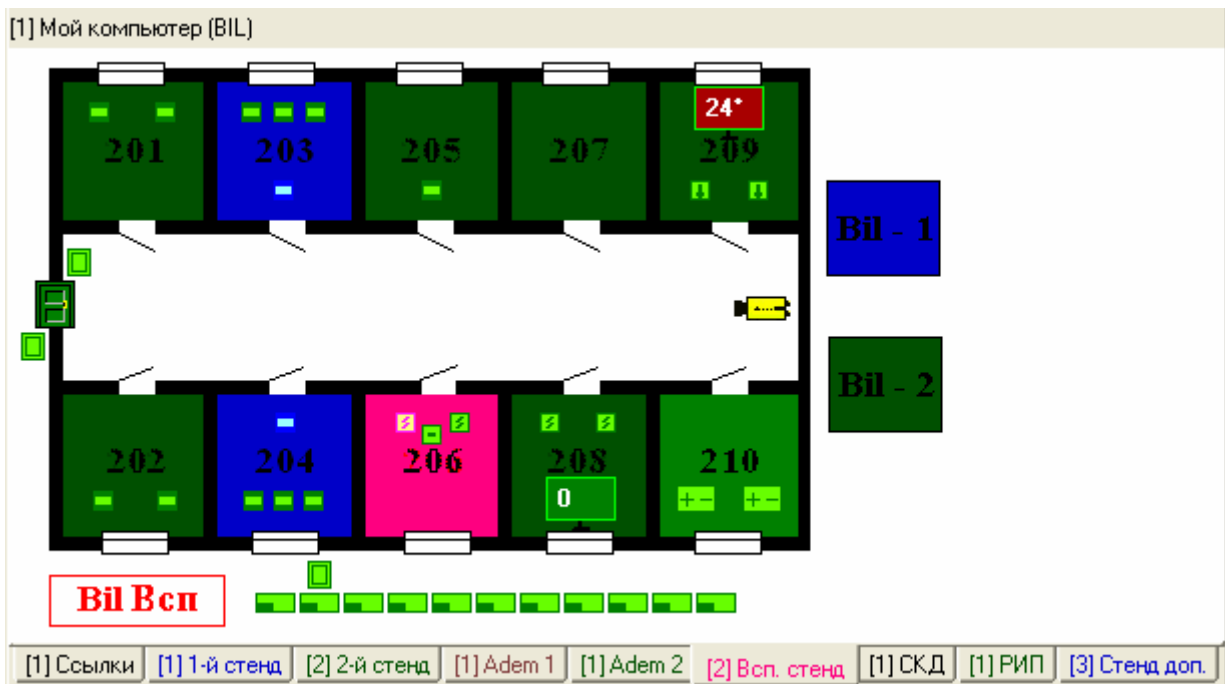 [1] Мой компьютер (BIL)
24°
201 203 205 207 209
Bil - 1
Bil - 2
202 204 206 208 210
0
Bil Всп
[1] Ссылки [1] 1-й стенд [2] 2-й стенд [1] Adem 1 [1] Adem 2 [2] Всп. стенд [1] СКД [1] РИП [3] Стенд доп.